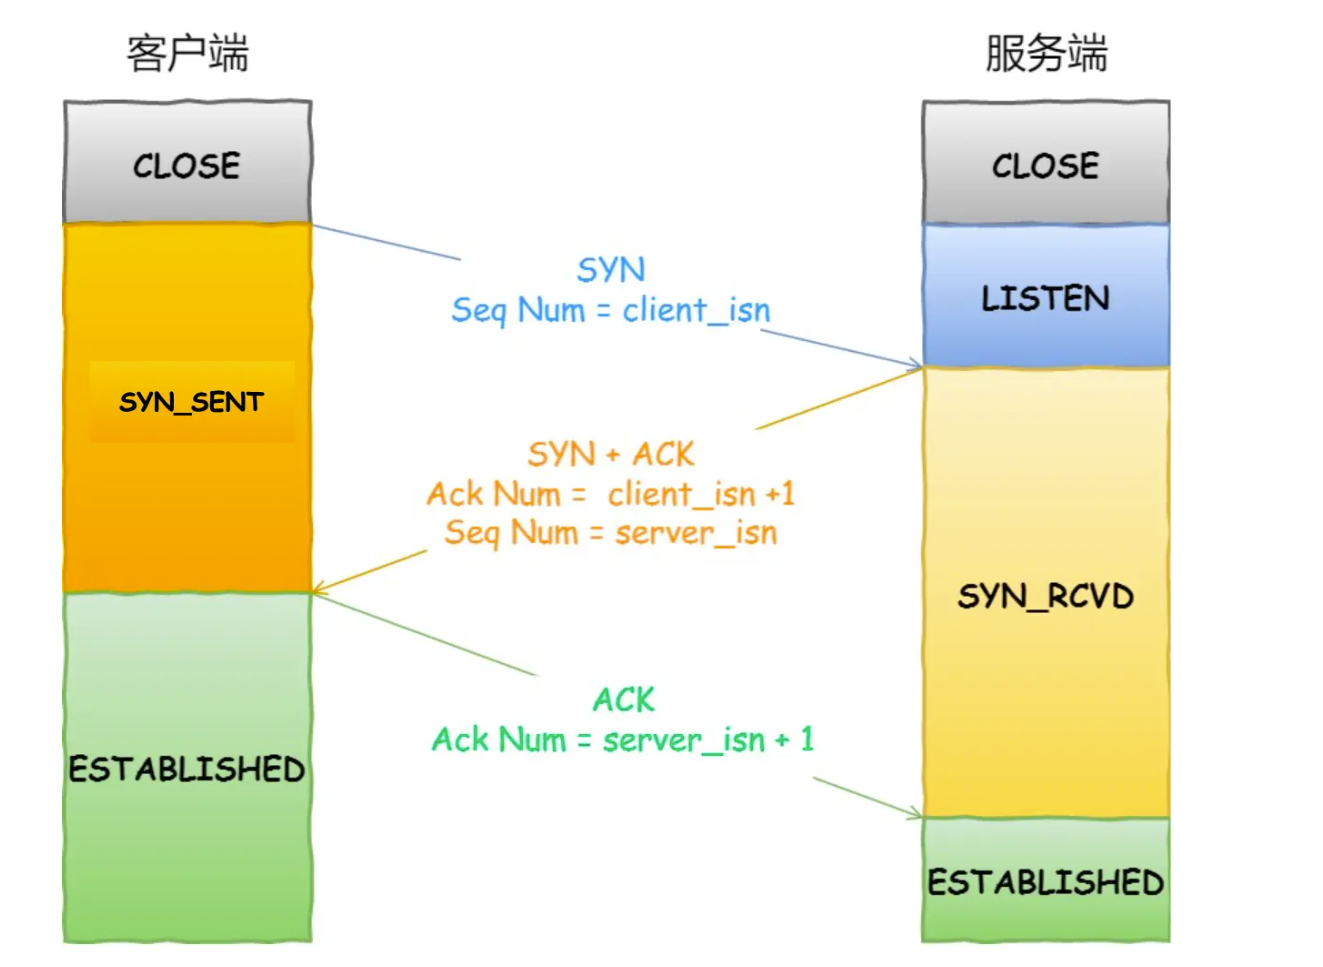 客户端
服务端
CLOSE
CLOSE
SYN
Seq Num = client_isn
LISTEN
SYN_SENT
SYN + ACK
Ack Num = client_isn +1
Seq Num = server_isn
SYN_RCVD
ACK
Ack Num = server_isn + 1
ESTABLISHED
ESTABLISHED